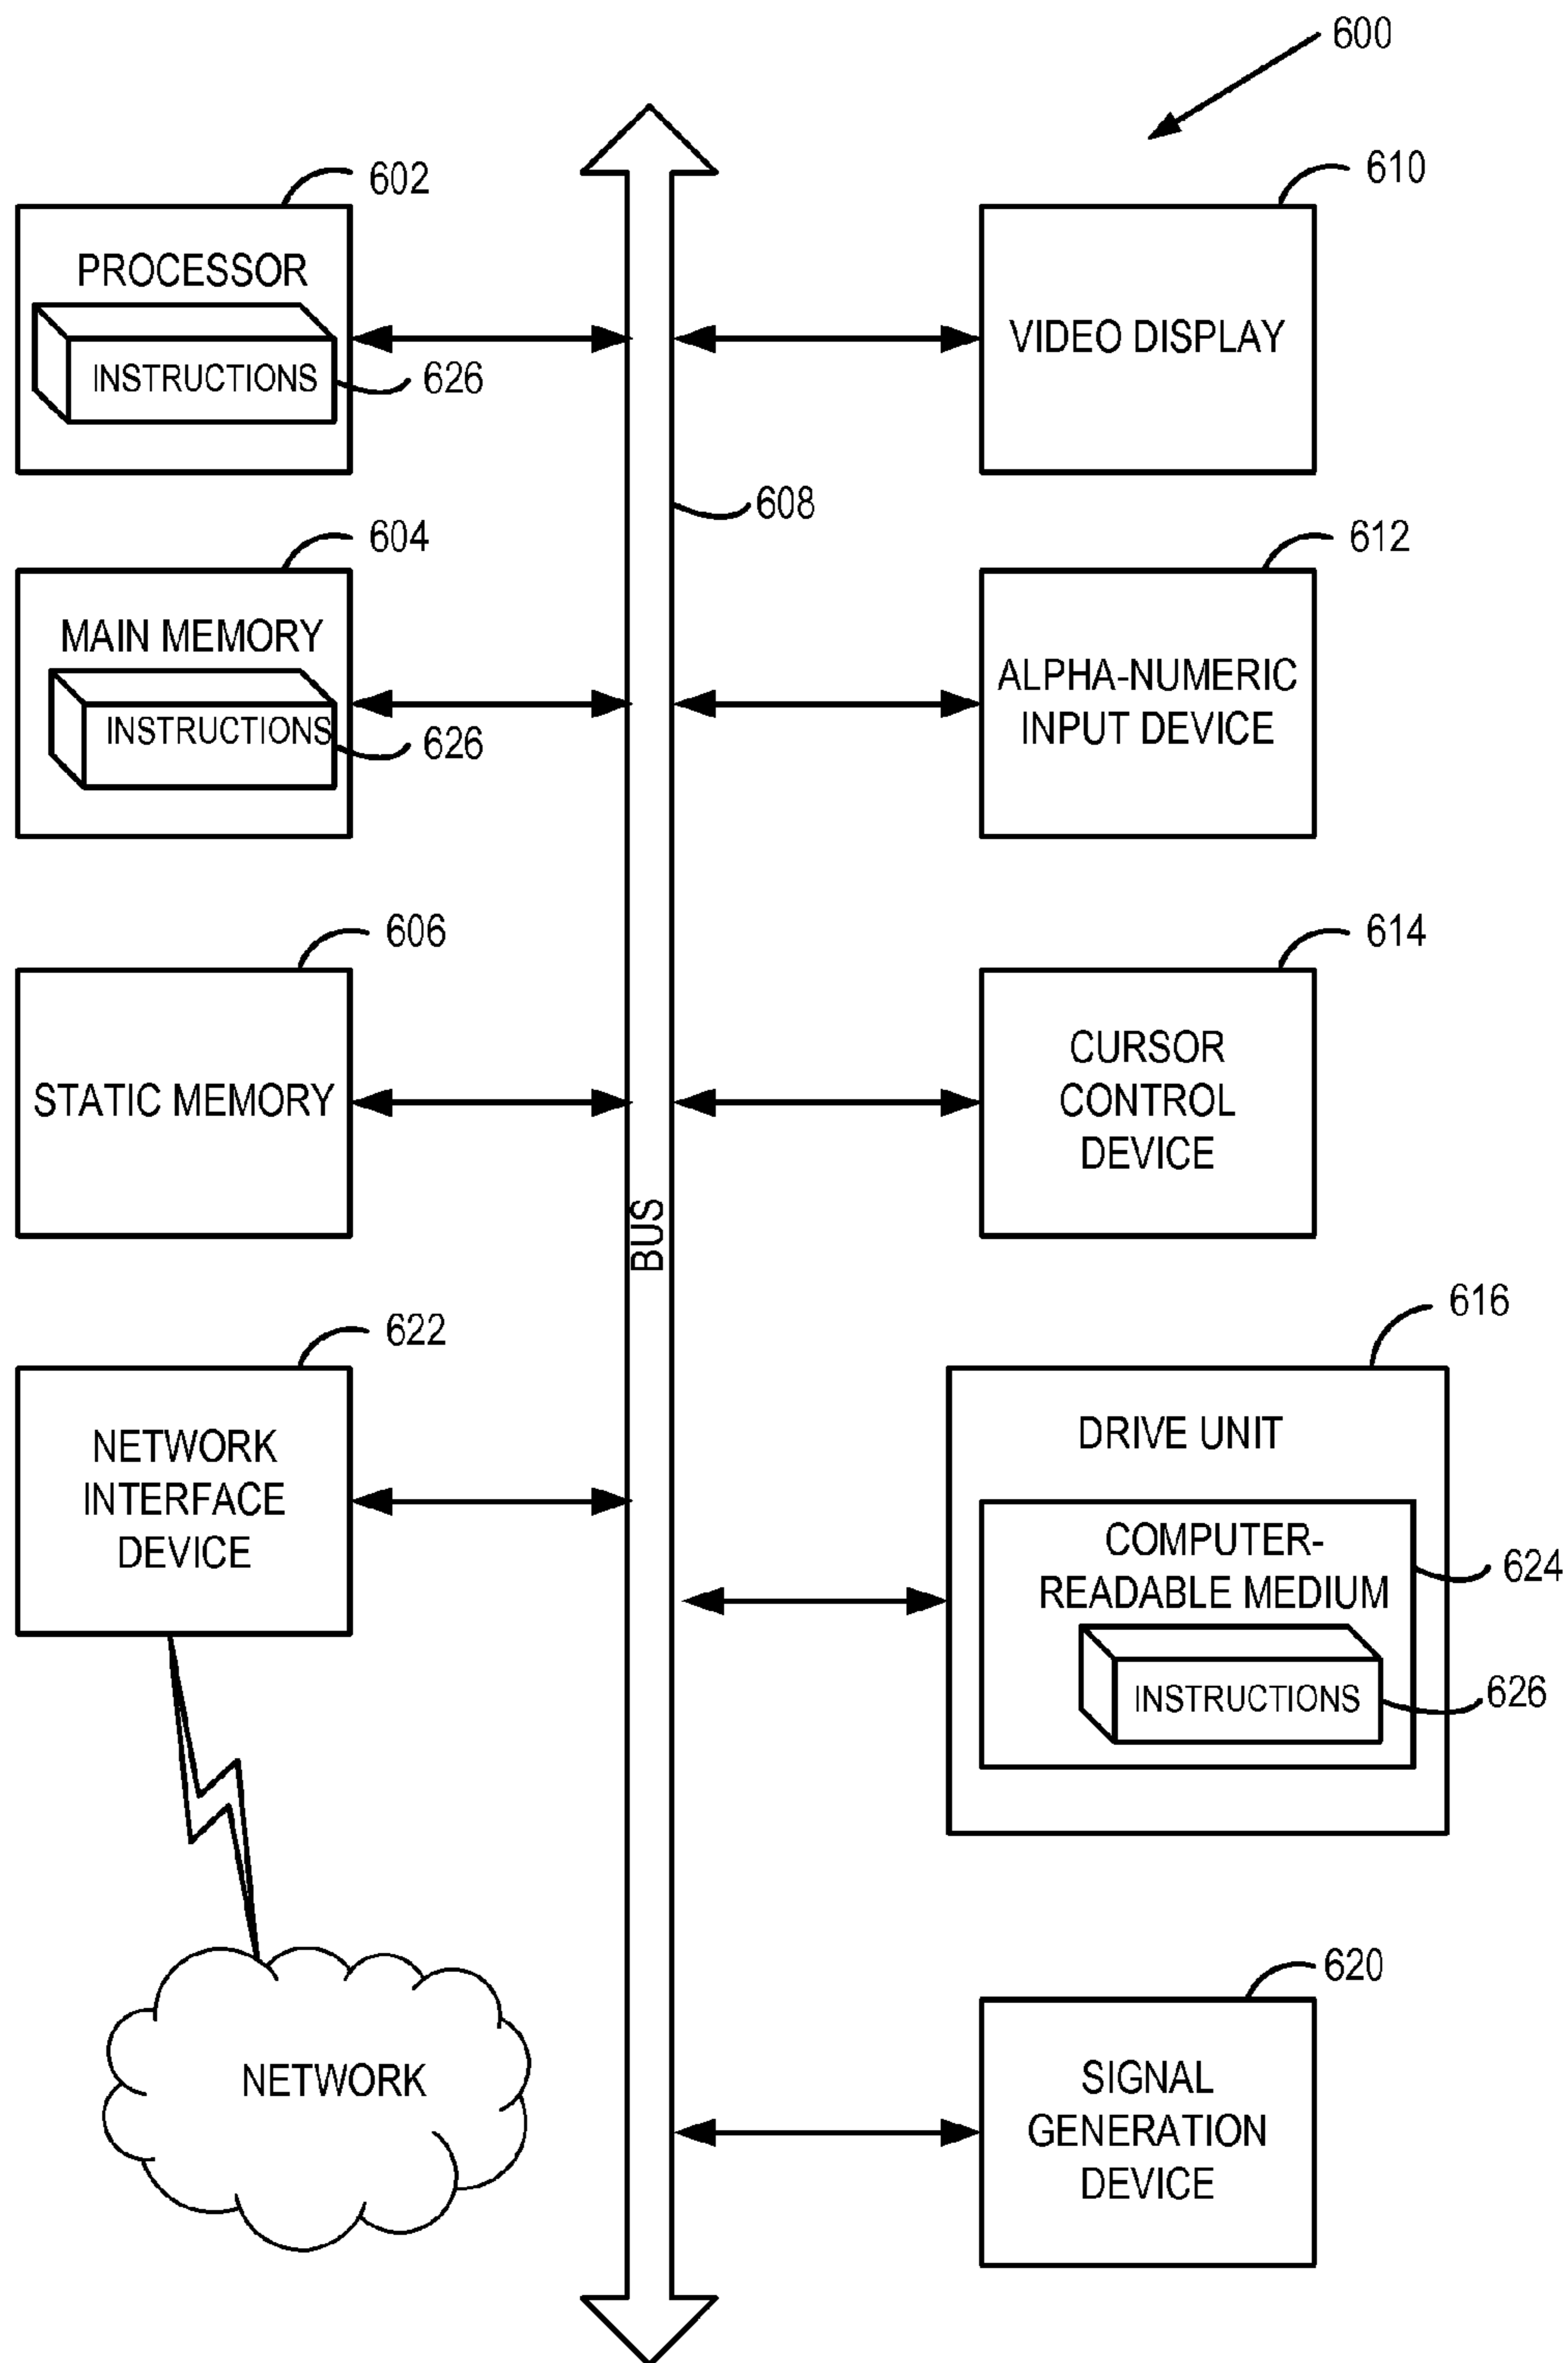 600
602
610
PROCESSOR
INSTRUCTIONS
626
VIDEO DISPLAY
608
604
612
MAIN MEMORY
INSTRUCTIONS
626
ALPHA-NUMERIC
INPUT DEVICE
606
614
STATIC MEMORY
CURSOR
CONTROL
DEVICE
BUS
622
616
NETWORK
INTERFACE
DEVICE
DRIVE UNIT
COMPUTER-
READABLE MEDIUM
624
INSTRUCTIONS
626
620
NETWORK
SIGNAL
GENERATION
DEVICE